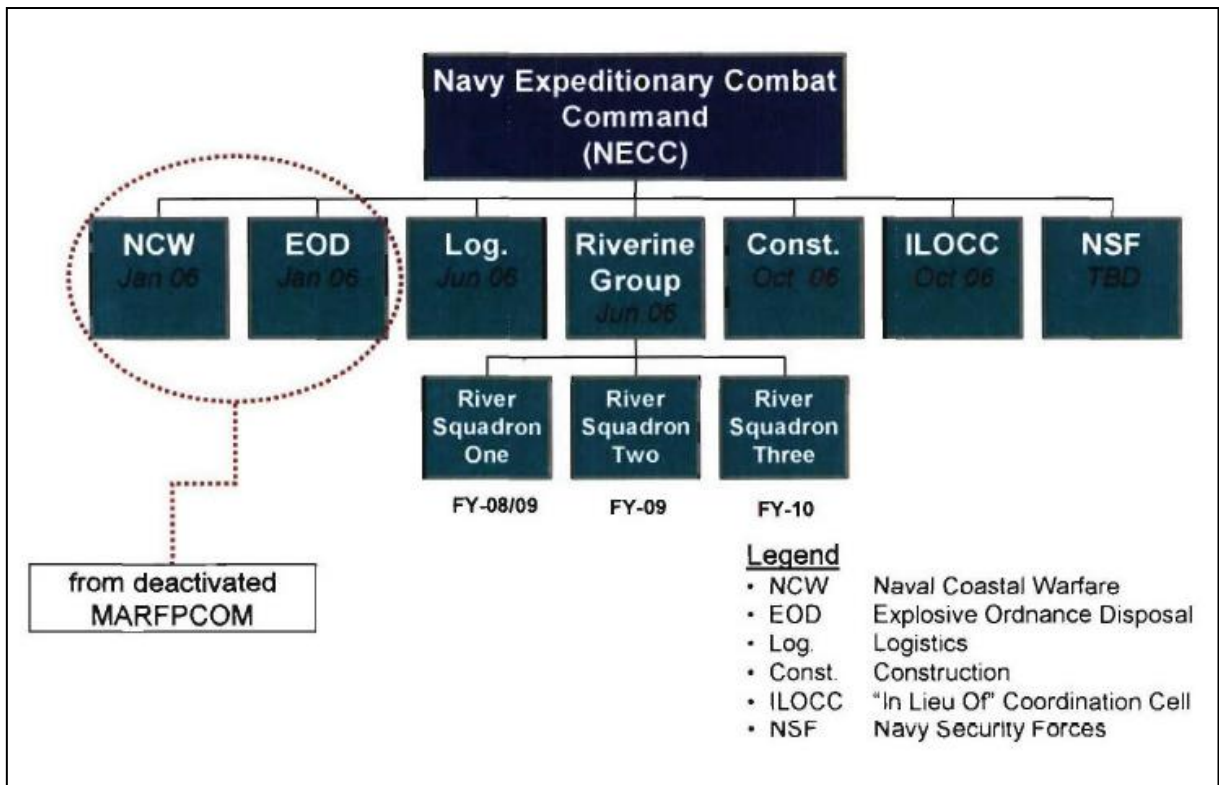 Navy Expeditionary Combat
Command
(NECC)
NCW
Jan 06
EOD
Jan 06
Log.
Jun 06
Riverine
Group
Jun 06
Const.
Oct 06
ILOCC
Oct 06
NSF
TBD
River
Squadron
One
River
Squadron
Two
River
Squadron
Three
FY-08/09
FY-09
FY-10
from deactivated
MARFPCOM
Legend
• NCW Naval Coastal Warfare
• EOD Explosive Ordnance Disposal
• Log. Logistics
• Const. Construction
• ILOCC "In Lieu Of" Coordination Cell
• NSF Navy Security Forces